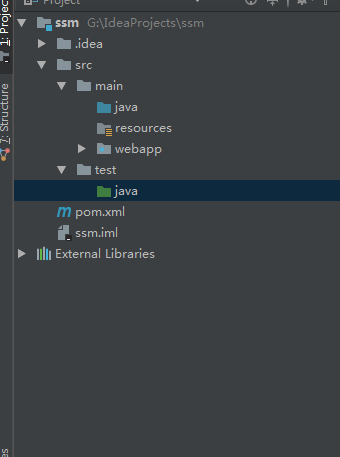 Project
ssm G:\IdeaProjects\ssm
.idea
src
main
java
resources
webapp
test
java
pom.xml
ssm.iml
External Libraries
1: Project
7: Structure